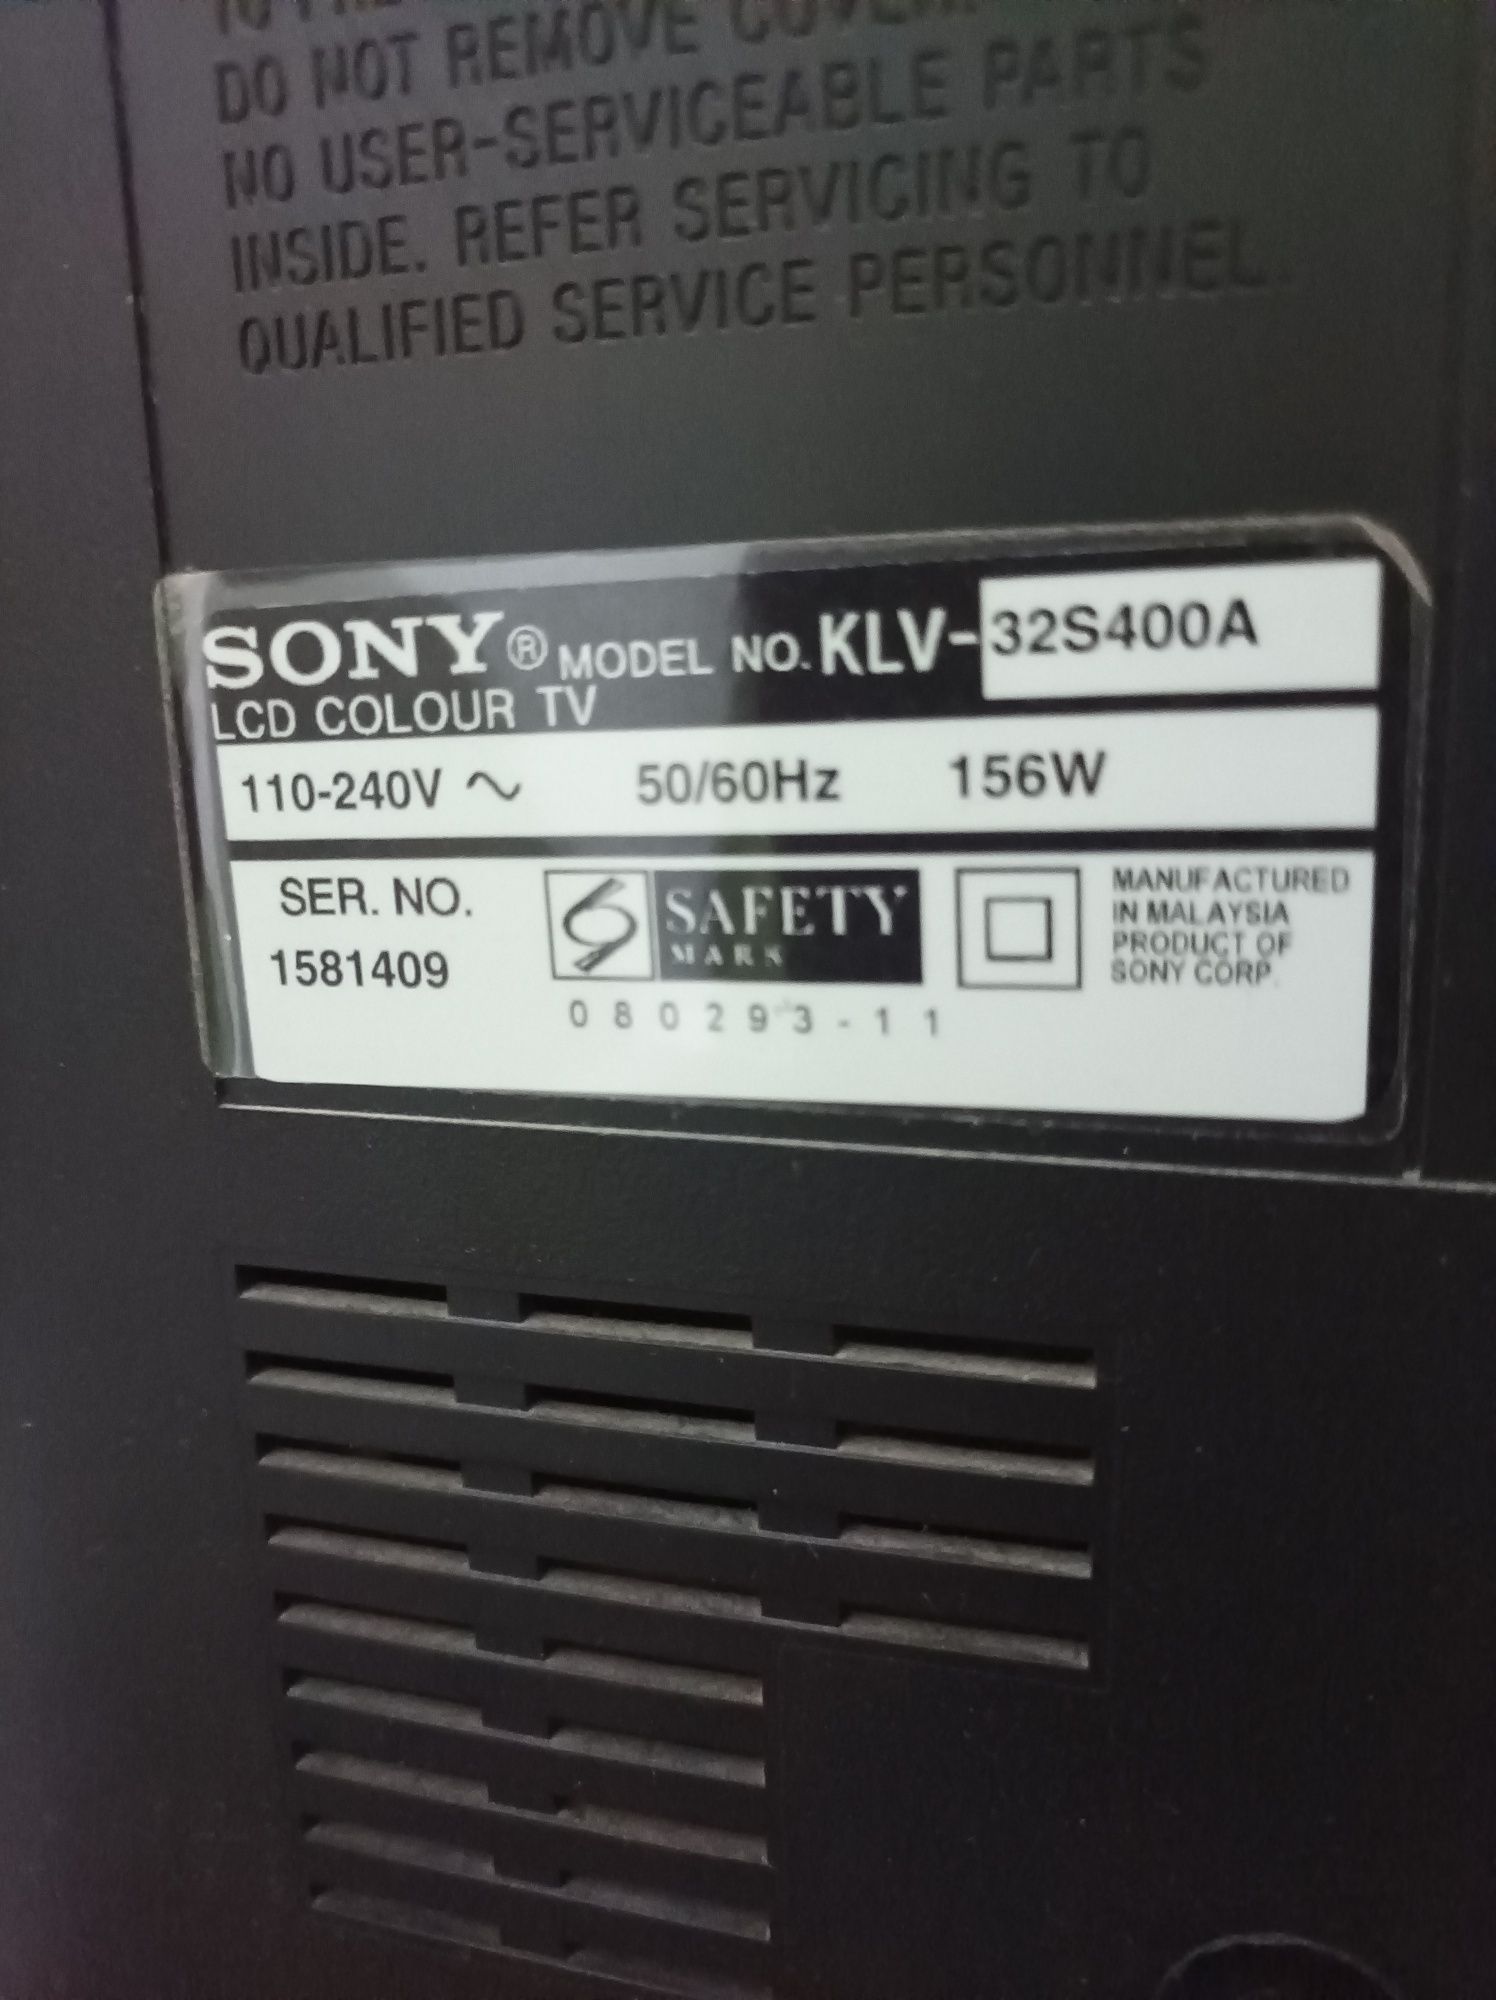 DO NOT REMOVE COVER.
NO USER-SERVICEABLE PARTS
INSIDE. REFER SERVICING TO
QUALIFIED SERVICE PERSONNEL.
SONY® MODEL NO. KLV-32S400A
LCD COLOUR TV
110-240V ~ 50/60Hz 156W
SER. NO.
1581409
SAFETY
MARK
080293-11
MANUFACTURED
IN MALAYSIA
PRODUCT OF
SONY CORP.